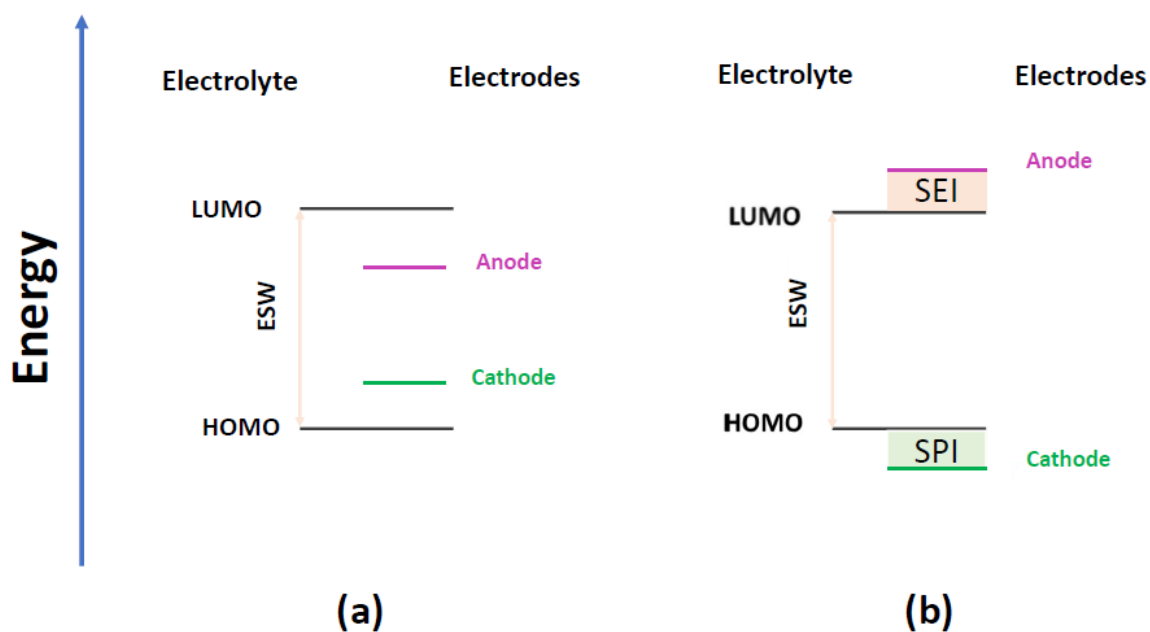 Energy
Electrolyte
Electrodes
LUMO
Anode
ESW
Cathode
HOMO
(a)
Electrolyte
Electrodes
Anode
SEI
LUMO
ESW
HOMO
SPI
Cathode
(b)